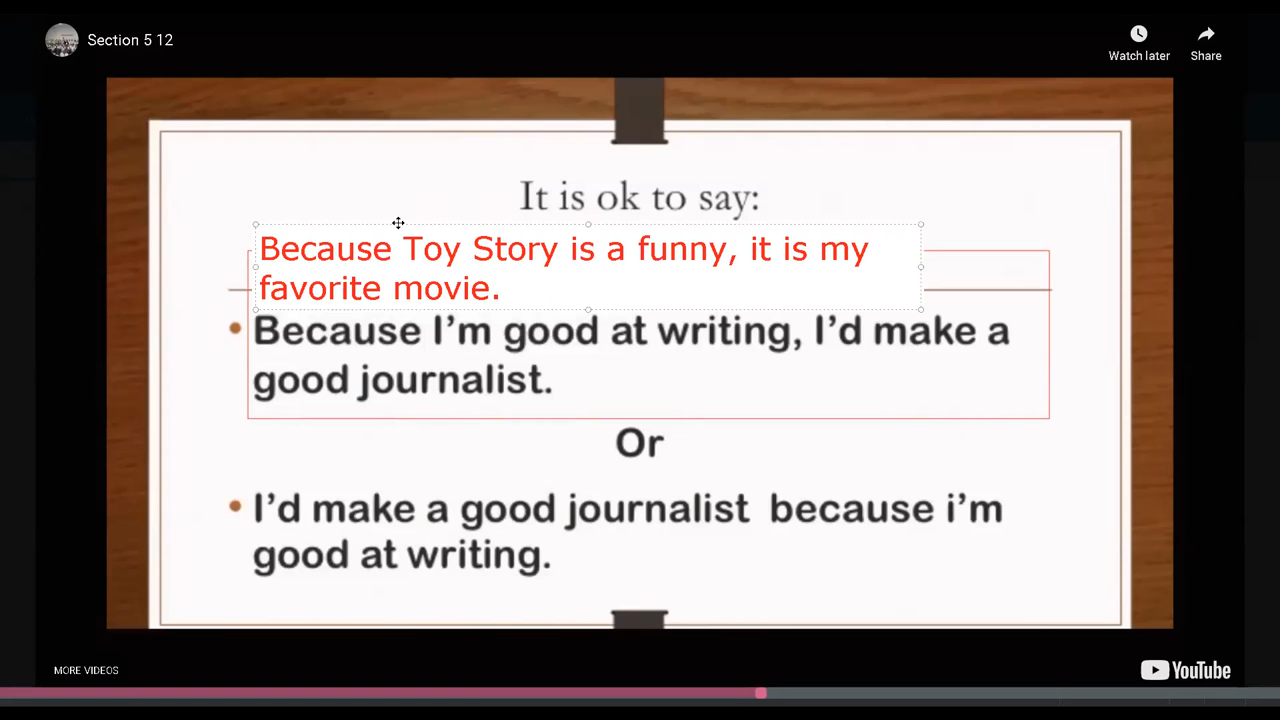 Section 5 12
Watch later
Share
It is ok to say:
Because Toy Story is a funny, it is my
favorite movie.
• Because I’m good at writing, I’d make a
good journalist.
Or
• I’d make a good journalist because i’m
good at writing.
MORE VIDEOS
YouTube